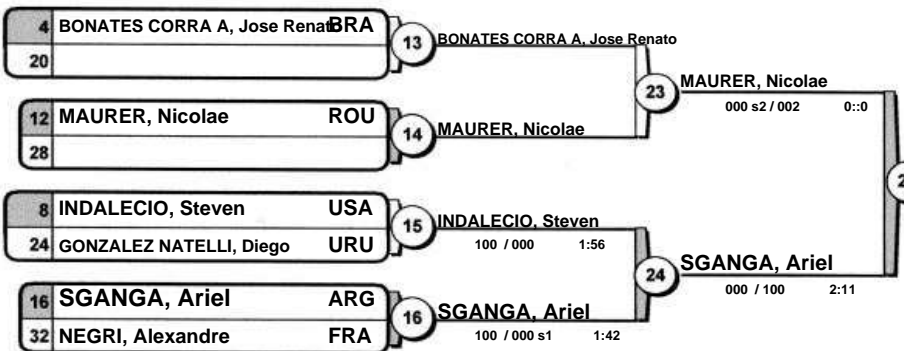 4 BONATES CORRA A, Jose Renato BRA
20
13
BONATES CORRA A, Jose Renato
12 MAURER, Nicolae ROU
28
14
MAURER, Nicolae
23
MAURER, Nicolae
000 s2 / 002 0::0
8 INDALECIO, Steven USA
24 GONZALEZ NATELLI, Diego URU
15
INDALECIO, Steven
100 / 000 1:56
16 SGANGA, Ariel ARG
32 NEGRI, Alexandre FRA
16
SGANGA, Ariel
100 / 000 s1 1:42
24
SGANGA, Ariel
000 / 100 2:11
2